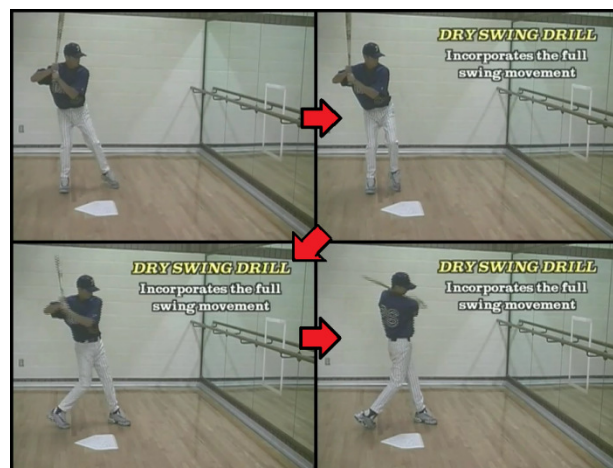 DRY SWING DRILL
Incorporates the full
swing movement
DRY SWING DRILL
Incorporates the full
swing movement
DRY SWING DRILL
Incorporates the full
swing movement